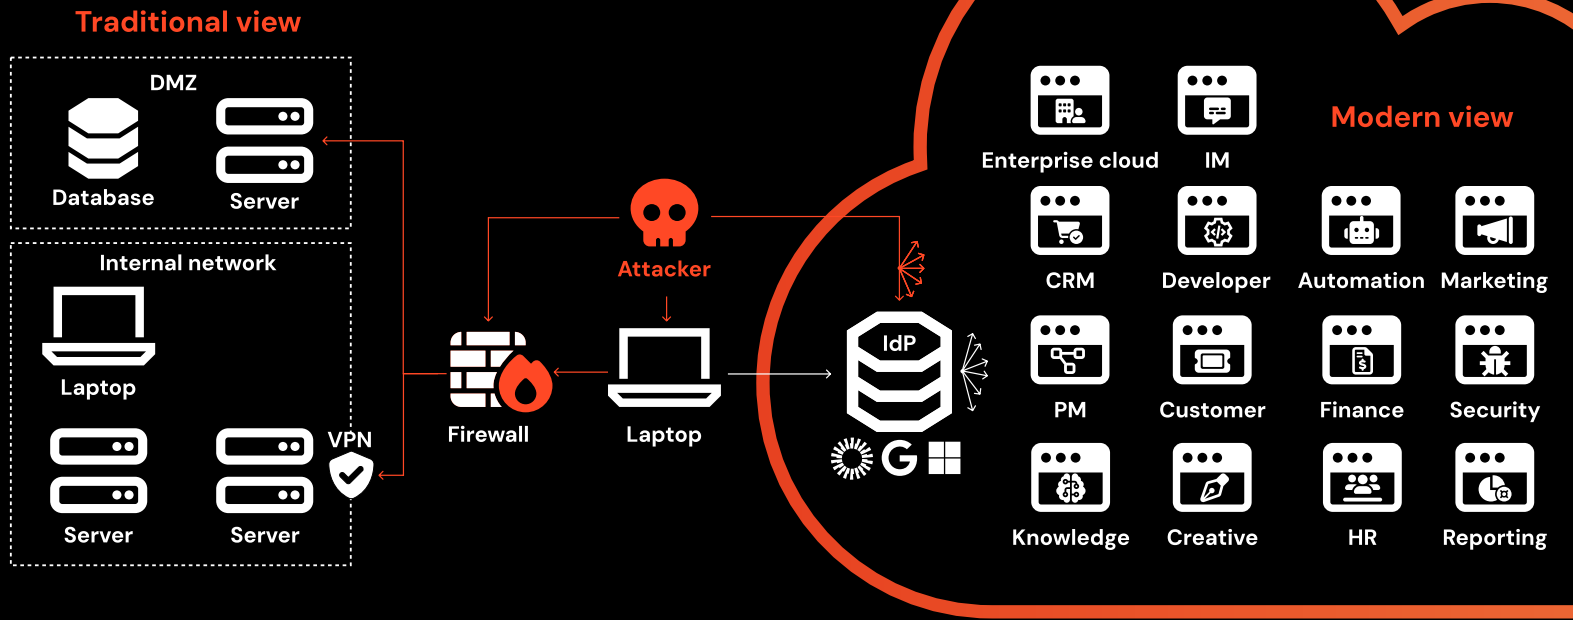 Traditional view
DMZ
Database
Server
Internal network
Laptop
Server
Server
VPN
Firewall
Attacker
Laptop
IdP
Modern view
Enterprise cloud
IM
CRM
Developer
Automation
Marketing
PM
Customer
Finance
Security
Knowledge
Creative
HR
Reporting